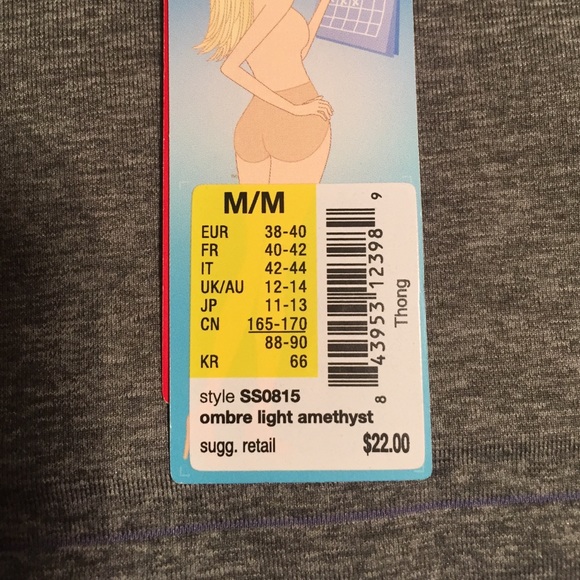 M/M
EUR 38-40
FR 40-42
IT 42-44
UK/AU 12-14
JP 11-13
CN 165-170
88-90
KR 66
8 43953 12398 9
Thong
style SS0815
ombre light amethyst
sugg. retail $22.00